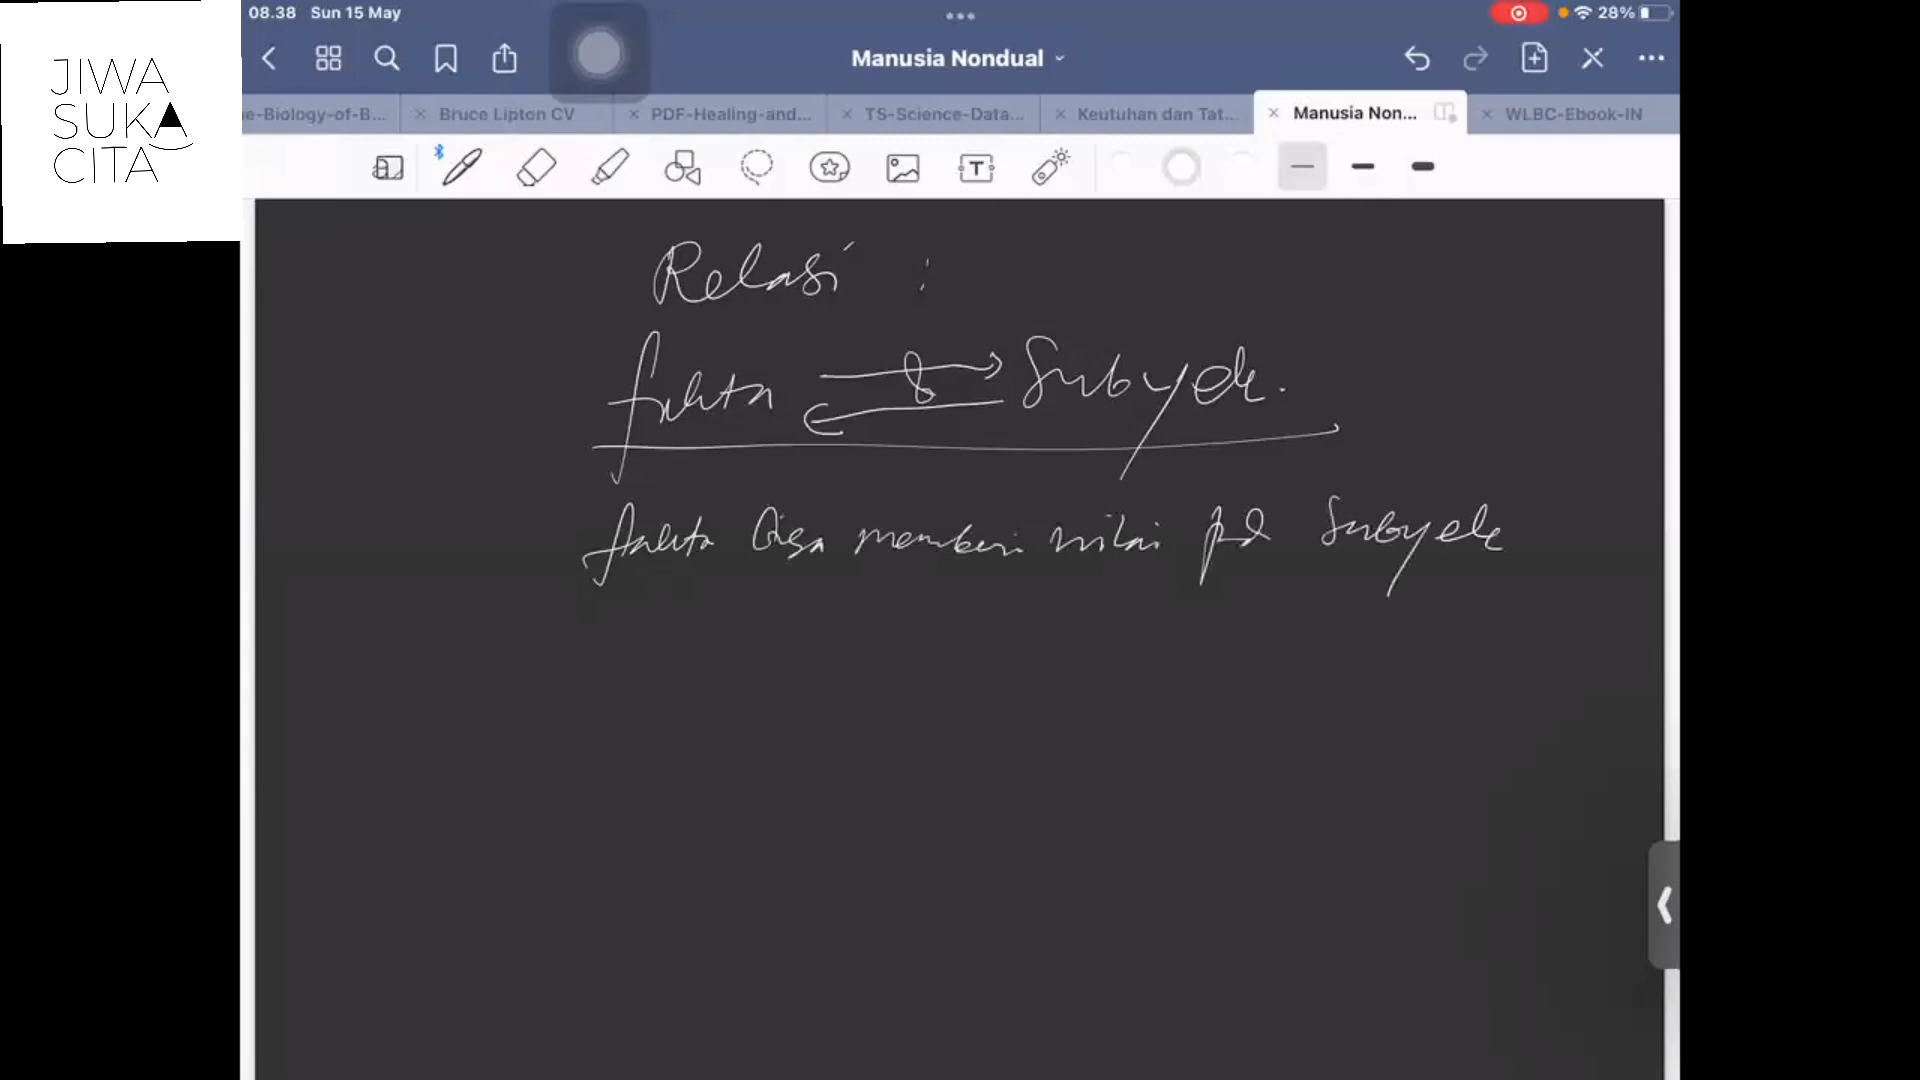 08.38 Sun 15 May
28%
JIWA
SUKA
CITA
Manusia Nondual
e-Biology-of-B...
Bruce Lipton CV
PDF-Healing-and...
TS-Science-Data...
Keutuhan dan Tat...
Manusia Non...
WLBC-Ebook-IN
Relasi :
fakta ⇄ Subyek.
fakta bisa memberi nilai pd Subyek